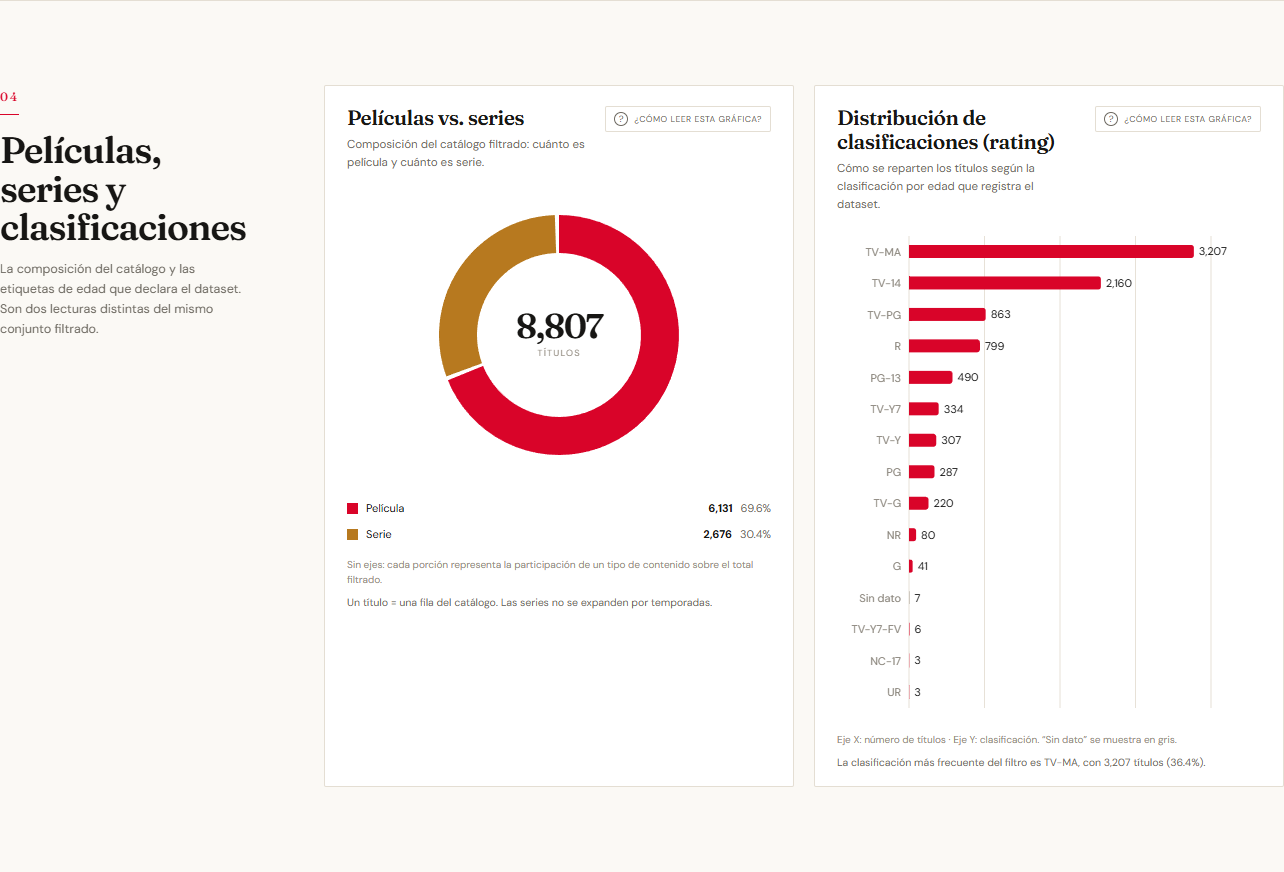 04
Películas,
series y
clasificaciones
La composición del catálogo y las
etiquetas de edad que declara el dataset.
Son dos lecturas distintas del mismo
conjunto filtrado.
Películas vs. series
? ¿CÓMO LEER ESTA GRÁFICA?
Composición del catálogo filtrado: cuánto es
película y cuánto es serie.
8,807
TÍTULOS
Película 6,131 69.6%
Serie 2,676 30.4%
Sin ejes: cada porción representa la participación de un tipo de contenido sobre el total
filtrado.
Un título = una fila del catálogo. Las series no se expanden por temporadas.
Distribución de
clasificaciones (rating)
? ¿CÓMO LEER ESTA GRÁFICA?
Cómo se reparten los títulos según la
clasificación por edad que registra el
dataset.
TV-MA 3,207
TV-14 2,160
TV-PG 863
R 799
PG-13 490
TV-Y7 334
TV-Y 307
PG 287
TV-G 220
NR 80
G 41
Sin dato 7
TV-Y7-FV 6
NC-17 3
UR 3
Eje X: número de títulos · Eje Y: clasificación. "Sin dato" se muestra en gris.
La clasificación más frecuente del filtro es TV-MA, con 3,207 títulos (36.4%).